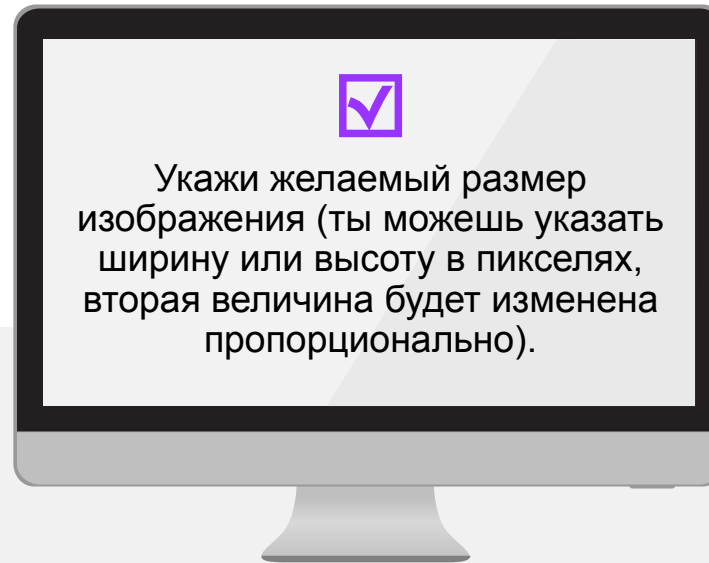 Укажи желаемый размер
изображения (ты можешь указать
ширину или высоту в пикселях,
вторая величина будет изменена
пропорционально).